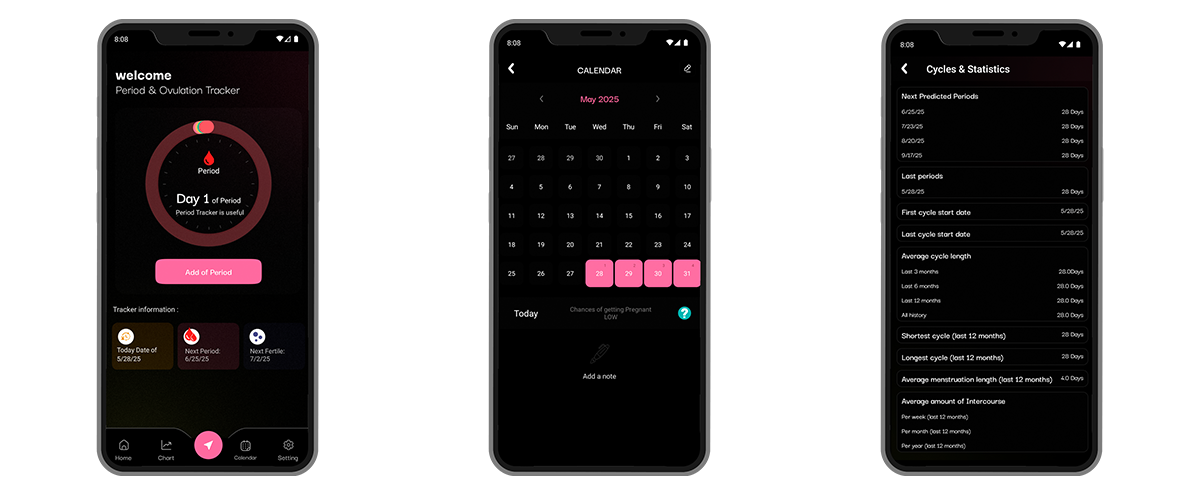 8:08
welcome
Period & Ovulation Tracker
Period
Day 1 of Period
Period Tracker is useful
Add of Period
Tracker information :
Today Date of
5/28/25
Next Period:
6/25/25
Next Fertile:
7/2/25
Home
Chart
Calendar
Setting
8:08
CALENDAR
May 2025
Sun Mon Tue Wed Thu Fri Sat
27 28 29 30 1 2 3
4 5 6 7 8 9 10
11 12 13 14 15 16 17
18 19 20 21 22 23 24
25 26 27 28 29 30 31
Today
Chances of getting Pregnant
LOW
?
Add a note
8:08
Cycles & Statistics
Next Predicted Periods
6/25/25 28 Days
7/23/25 28 Days
8/20/25 28 Days
9/17/25 28 Days
Last periods
5/28/25 28 Days
First cycle start date 5/28/25
Last cycle start date 5/28/25
Average cycle length
Last 3 months 28.0Days
Last 6 months 28.0 Days
Last 12 months 28.0 Days
All history 28.0 Days
Shortest cycle (last 12 months) 28 Days
Longest cycle (last 12 months) 28 Days
Average menstruation length (last 12 months) 4.0 Days
Average amount of Intercourse
Per week (last 12 months)
Per month (last 12 months)
Per year (last 12 months)